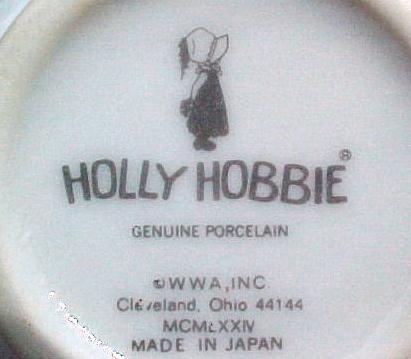 HOLLY HOBBIE®
GENUINE PORCELAIN
©WWA, INC.
Cleveland, Ohio 44144
MCMLXXIV
MADE IN JAPAN